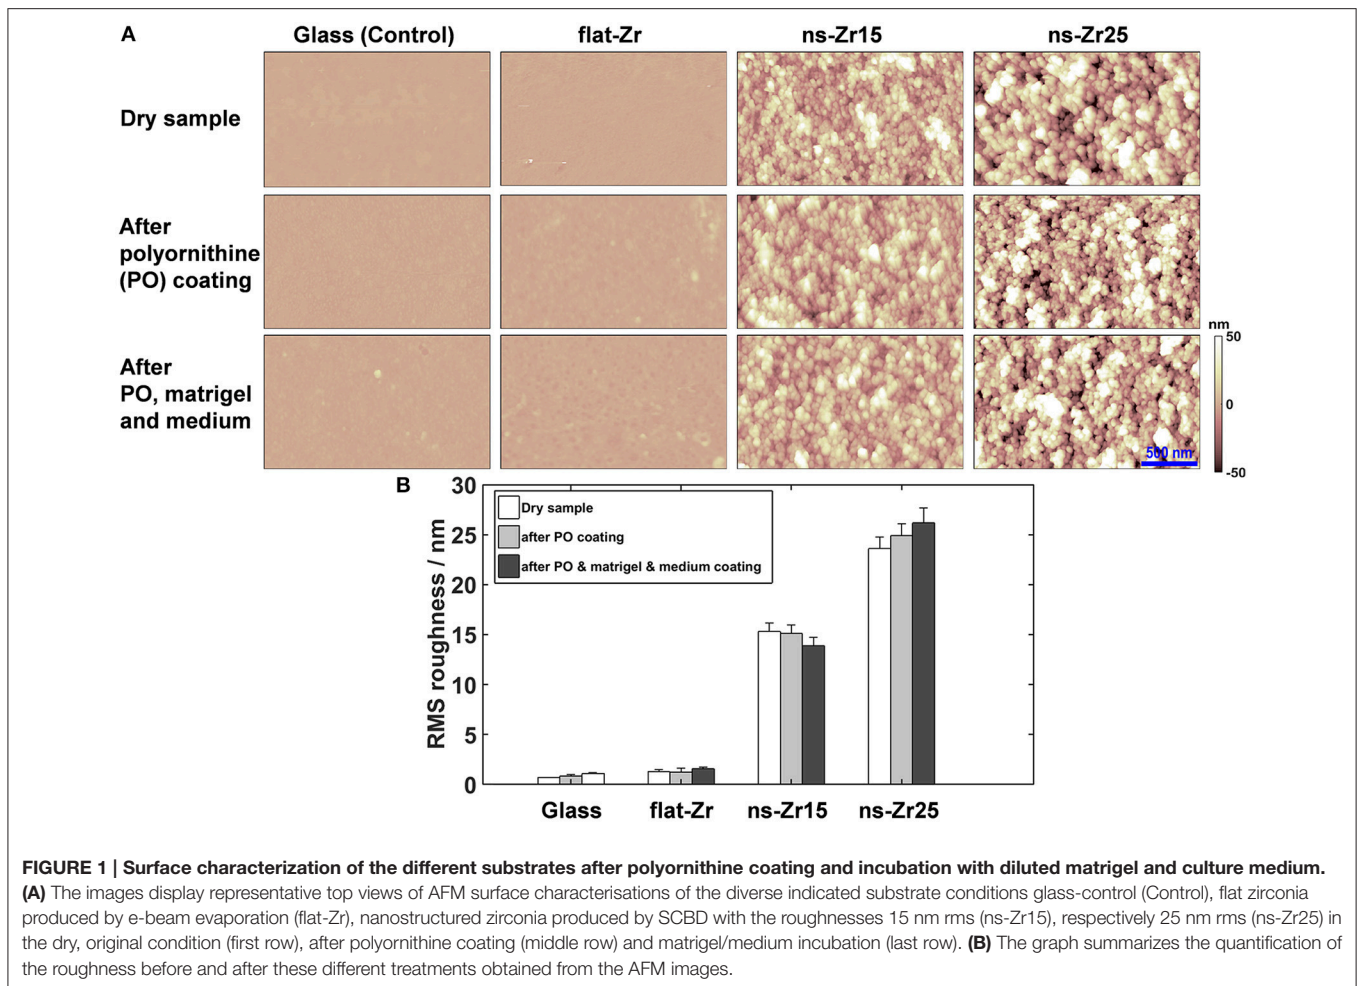 A
Glass (Control) flat-Zr ns-Zr15 ns-Zr25
Dry sample
After
polyornithine
(PO) coating
After
PO, matrigel
and medium
nm
50
0
-50
500 nm
B
RMS roughness / nm
30
25
20
15
10
5
0
Dry sample
after PO coating
after PO & matrigel & medium coating
Glass flat-Zr ns-Zr15 ns-Zr25
FIGURE 1 | Surface characterization of the different substrates after polyornithine coating and incubation with diluted matrigel and culture medium.
(A) The images display representative top views of AFM surface characterisations of the diverse indicated substrate conditions glass-control (Control), flat zirconia
produced by e-beam evaporation (flat-Zr), nanostructured zirconia produced by SCBD with the roughnesses 15 nm rms (ns-Zr15), respectively 25 nm rms (ns-Zr25) in
the dry, original condition (first row), after polyornithine coating (middle row) and matrigel/medium incubation (last row). (B) The graph summarizes the quantification of
the roughness before and after these different treatments obtained from the AFM images.